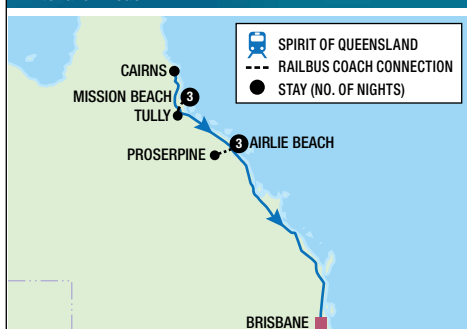 SPIRIT OF QUEENSLAND
RAILBUS COACH CONNECTION
STAY (NO. OF NIGHTS)
CAIRNS
MISSION BEACH 3
TULLY
3 AIRLIE BEACH
PROSERPINE
BRISBANE